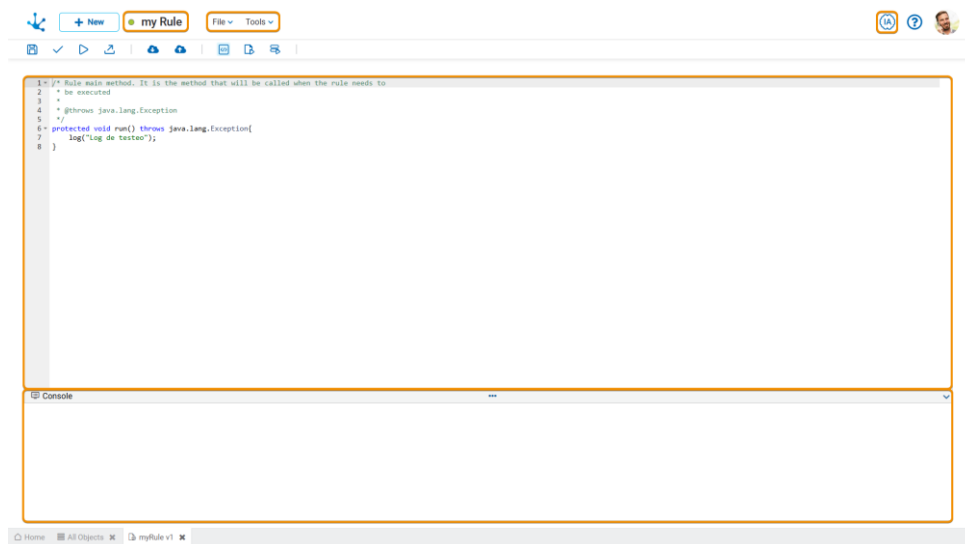 + New
my Rule
File
Tools
IA
?
1 /* Rule main method. It is the method that will be called when the rule needs to
2 * be executed
3 *
4 * @throws java.lang.Exception
5 */
6 protected void run() throws java.lang.Exception{
7 log("Log de testeo");
8 }
Console
Home
All Objects
myRule v1